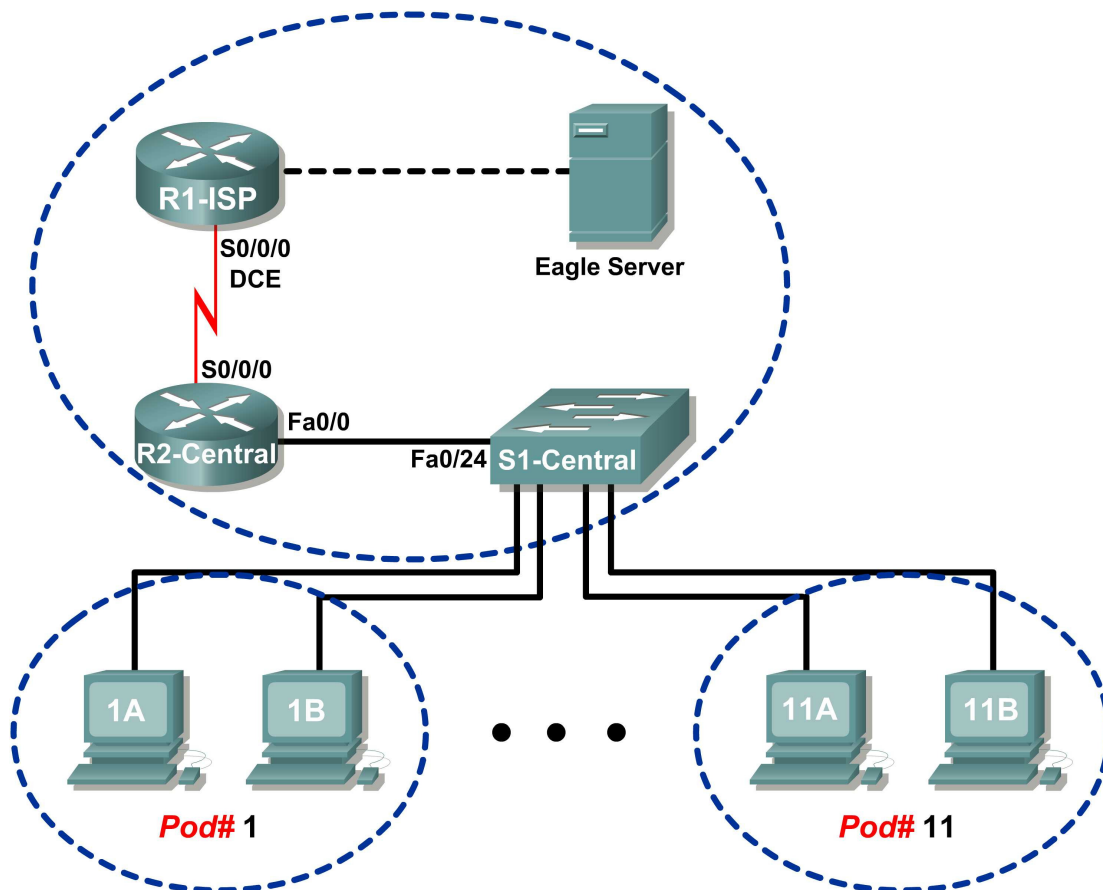 R1-ISP
S0/0/0
DCE
Eagle Server
S0/0/0
R2-Central
Fa0/0
Fa0/24
S1-Central
1A
1B
11A
11B
Pod# 1
Pod# 11